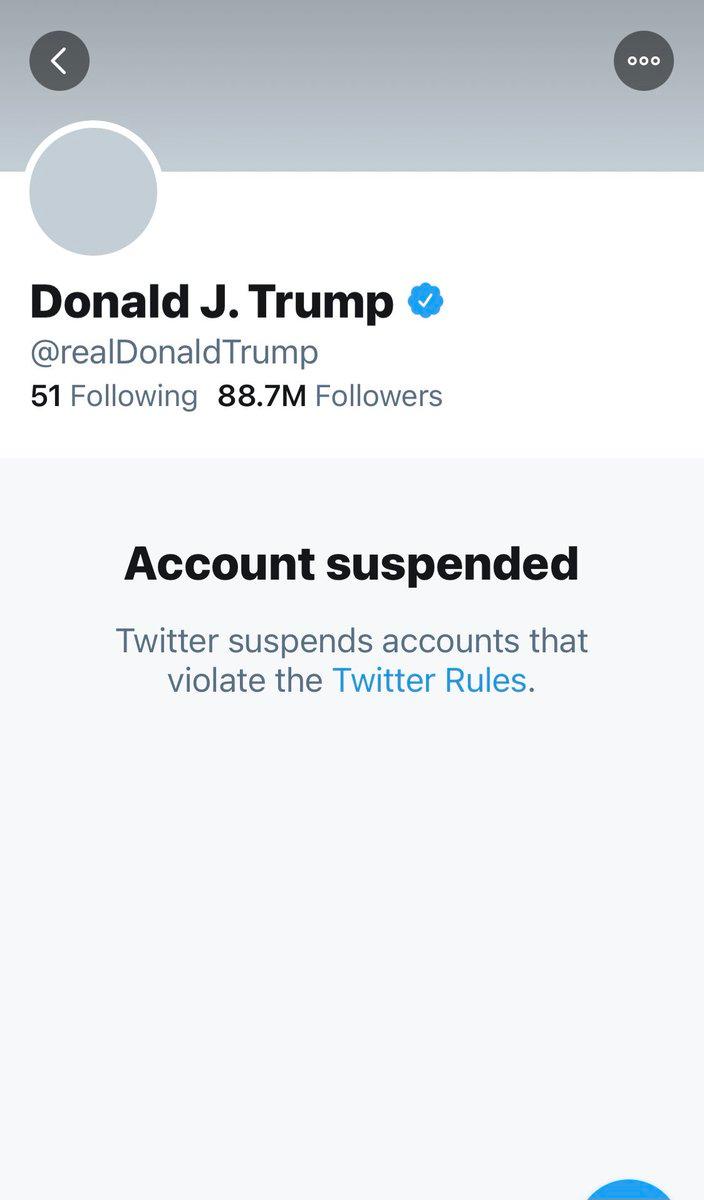 Donald J. Trump
@realDonaldTrump
51 Following 88.7M Followers
Account suspended
Twitter suspends accounts that
violate the Twitter Rules.